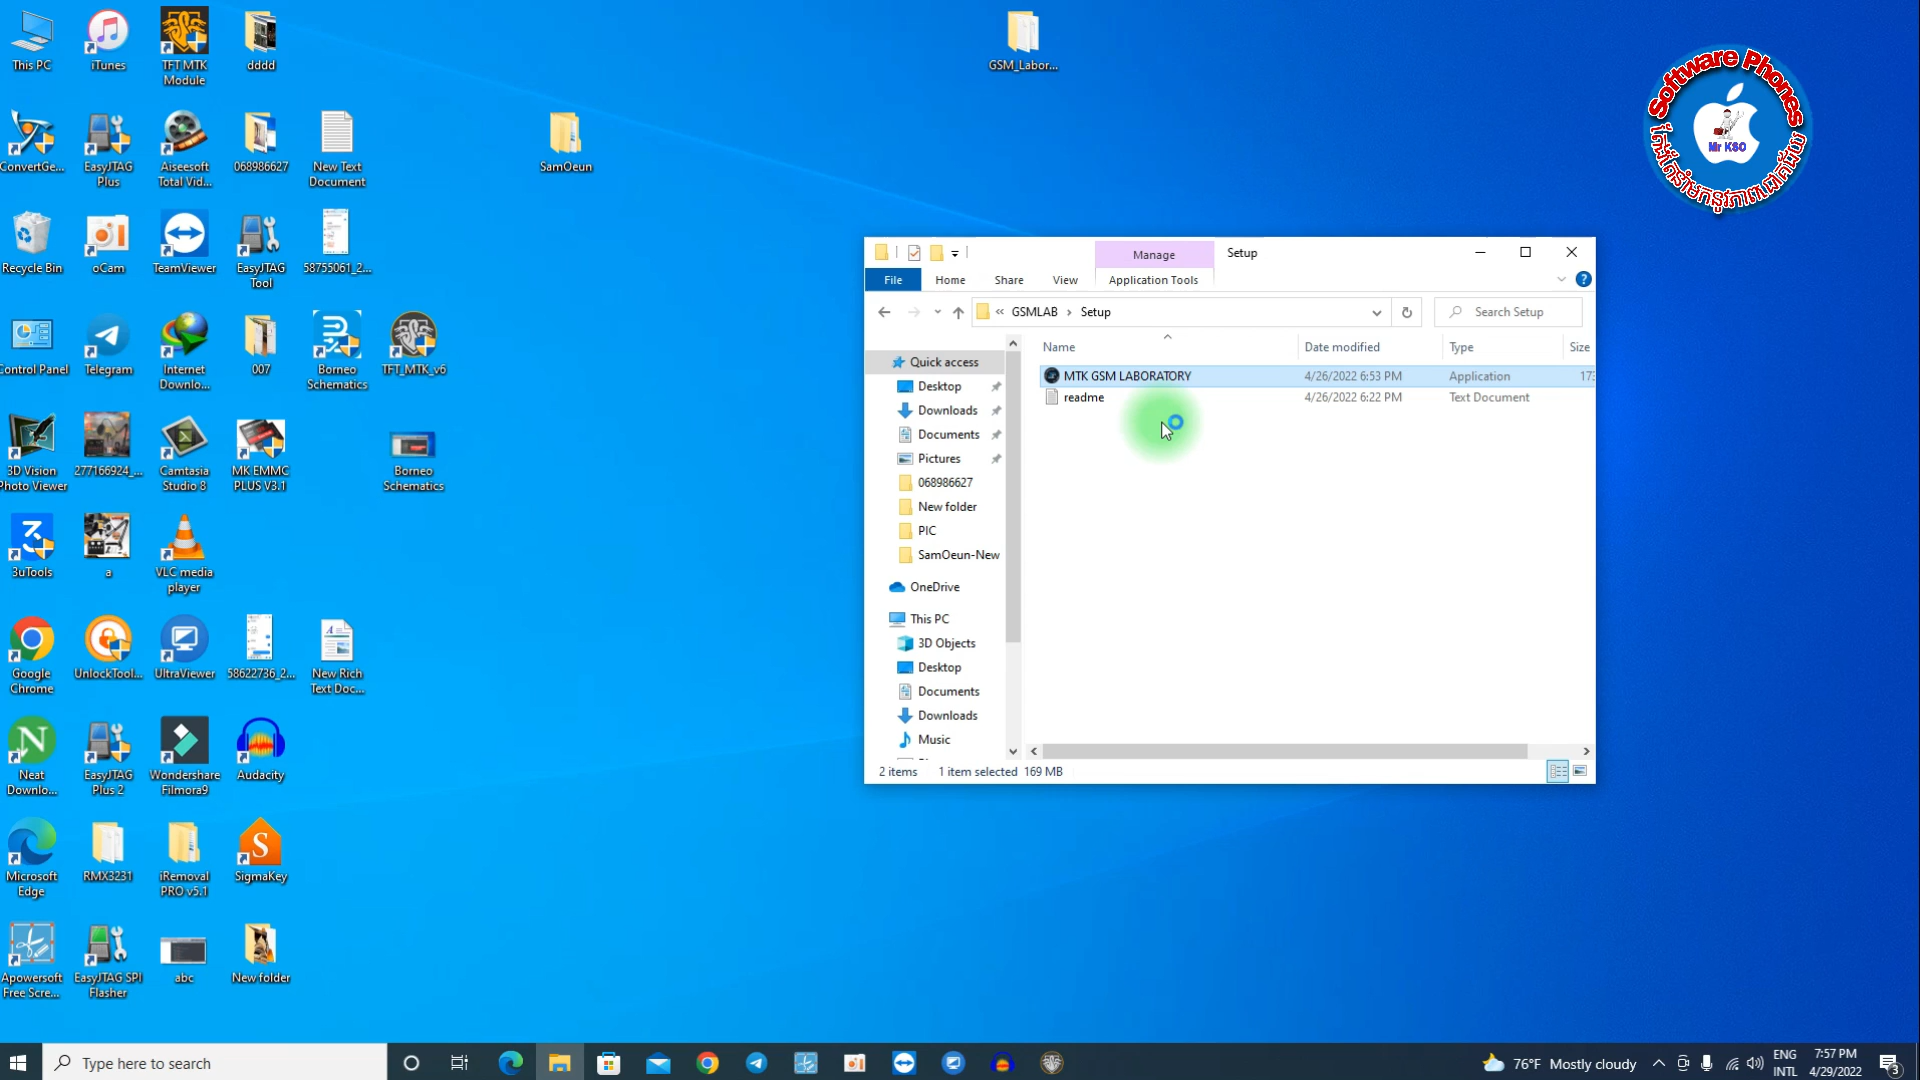 This PC
iTunes
TFT MTK
Module
dddd
GSM_Labor...
Software Phones
Mr KSO
ConvertGe...
EasyJTAG
Plus
Aiseesoft
Total Vid...
068986627
New Text
Document
SamOeun
Recycle Bin
oCam
TeamViewer
EasyJTAG
Tool
58755061_2...
Control Panel
Telegram
Internet
Downlo...
007
Borneo
Schematics
TFT_MTK_v6
3D Vision
Photo Viewer
277166924_...
Camtasia
Studio 8
MK EMMC
PLUS V3.1
Borneo
Schematics
3uTools
a
VLC media
player
Google
Chrome
UnlockTool...
UltraViewer
58622736_2...
New Rich
Text Doc...
Neat
Downlo...
EasyJTAG
Plus 2
Wondershare
Filmora9
Audacity
Microsoft
Edge
RMX3231
iRemoval
PRO v5.1
SigmaKey
Apowersoft
Free Scre...
EasyJTAG SPI
Flasher
abc
New folder
Manage
Setup
File
Home
Share
View
Application Tools
« GSMLAB › Setup
Search Setup
Name
Date modified
Type
Size
MTK GSM LABORATORY
4/26/2022 6:53 PM
Application
173
readme
4/26/2022 6:22 PM
Text Document
Quick access
Desktop
Downloads
Documents
Pictures
068986627
New folder
PIC
SamOeun-New
OneDrive
This PC
3D Objects
Desktop
Documents
Downloads
Music
2 items
1 item selected 169 MB
Type here to search
76°F Mostly cloudy
ENG
INTL
7:57 PM
4/29/2022
3